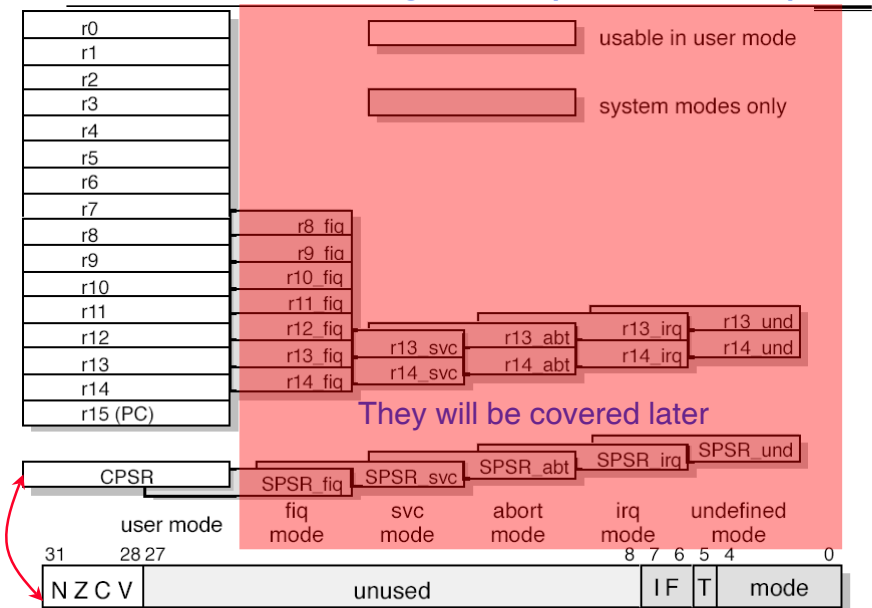 r0
usable in user mode
r1
r2
r3
system modes only
r4
r5
r6
r7
r8
r8_fiq
r9
r9_fiq
r10
r10_fiq
r11
r11_fiq
r12
r12_fiq
r13_svc
r13_abt
r13_irq
r13_und
r13
r13_fiq
r14_svc
r14_abt
r14_irq
r14_und
r14
r14_fiq
r15 (PC)
They will be covered later
CPSR
SPSR_fiq
SPSR_svc
SPSR_abt
SPSR_irq
SPSR_und
user mode
fiq
mode
svc
mode
abort
mode
irq
mode
undefined
mode
31 28 27 8 7 6 5 4 0
N Z C V unused I F T mode